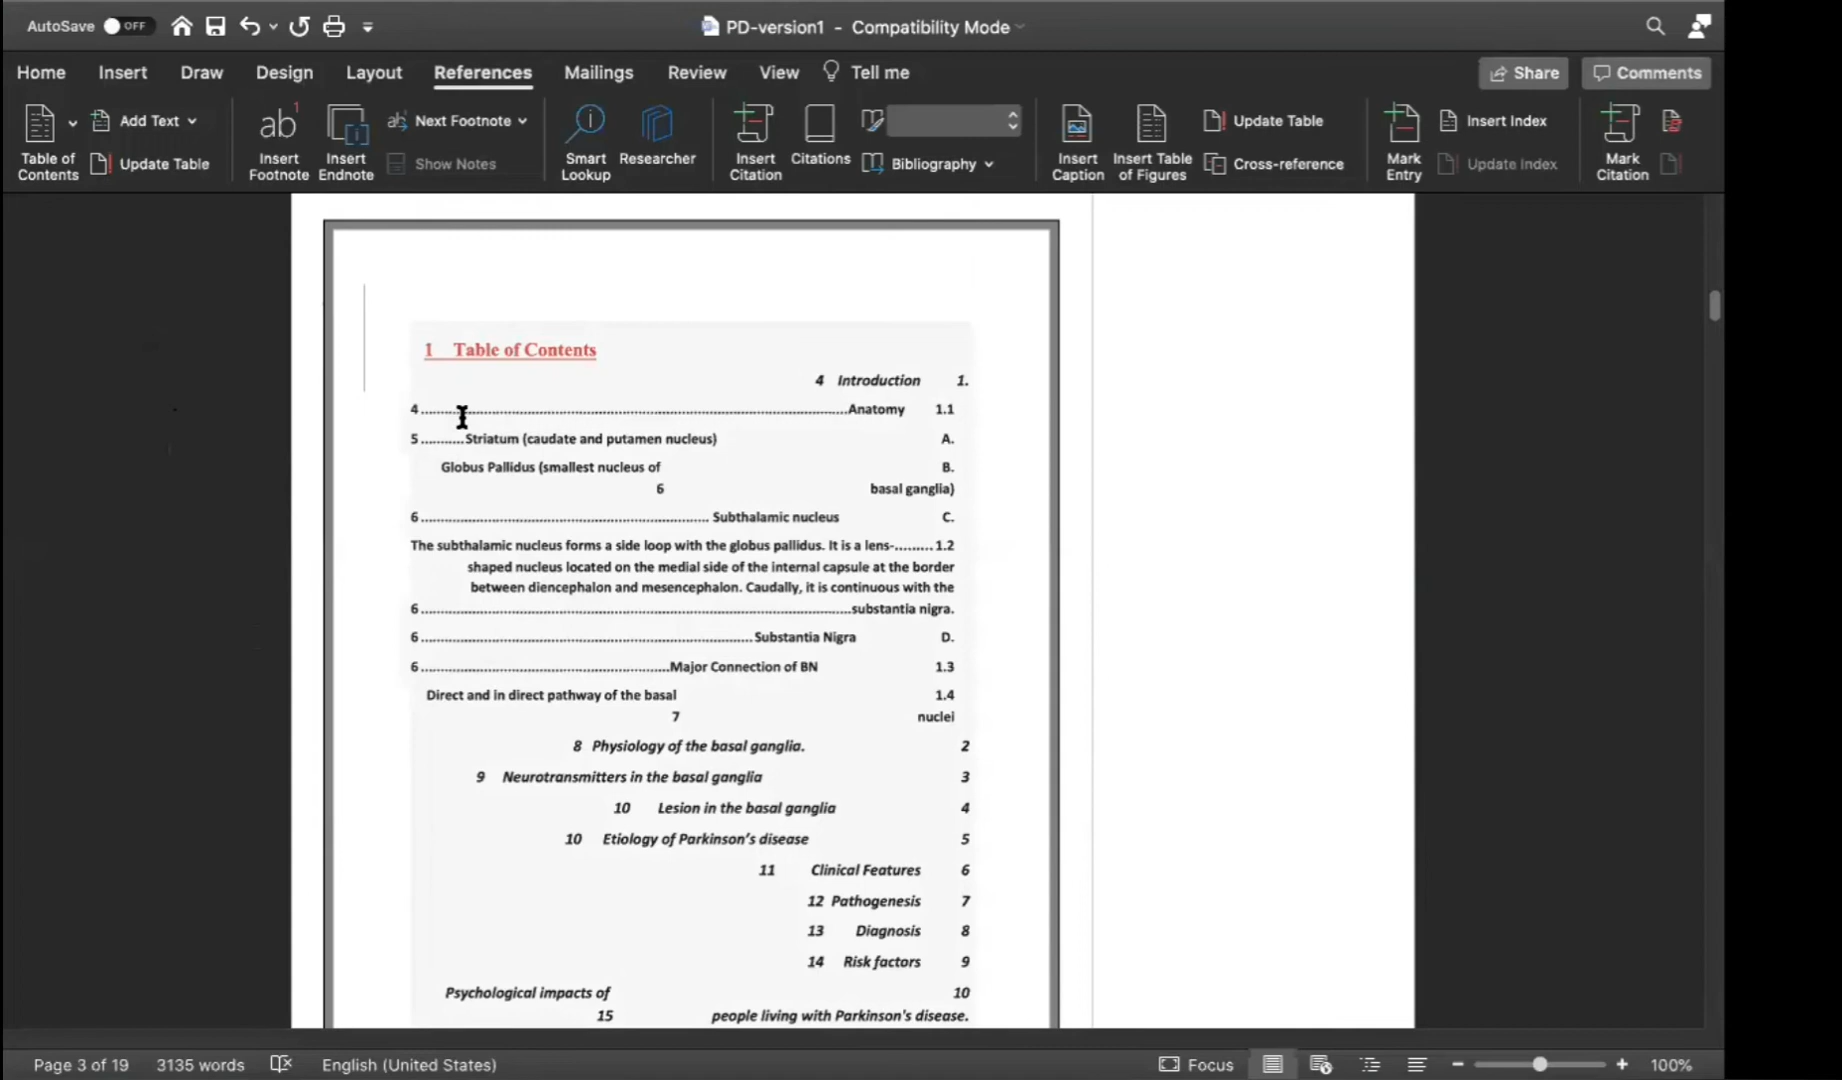 AutoSave OFF PD-version1 - Compatibility Mode
Home Insert Draw Design Layout References Mailings Review View Tell me Share Comments
Table of Contents Add Text Update Table
ab 1 Insert Footnote Insert Endnote ab Next Footnote Show Notes
Smart Lookup Researcher
Insert Citation Citations Bibliography
Insert Caption Insert Table of Figures Update Table Cross-reference
Mark Entry Insert Index Update Index
Mark Citation
1 Table of Contents
4 Introduction 1.
4 ........ Anatomy 1.1
5 ........ Striatum (caudate and putamen nucleus) A.
Globus Pallidus (smallest nucleus of B.
6 basal ganglia)
6 ........ Subthalamic nucleus C.
The subthalamic nucleus forms a side loop with the globus pallidus. It is a lens-......... 1.2
shaped nucleus located on the medial side of the internal capsule at the border
between diencephalon and mesencephalon. Caudally, it is continuous with the
6 ........ substantia nigra.
6 ........ Substantia Nigra D.
6 ........ Major Connection of BN 1.3
Direct and in direct pathway of the basal 1.4
7 nuclei
8 Physiology of the basal ganglia. 2
9 Neurotransmitters in the basal ganglia 3
10 Lesion in the basal ganglia 4
10 Etiology of Parkinson's disease 5
11 Clinical Features 6
12 Pathogenesis 7
13 Diagnosis 8
14 Risk factors 9
Psychological impacts of 10
15 people living with Parkinson's disease.
Page 3 of 19 3135 words English (United States) Focus 100%